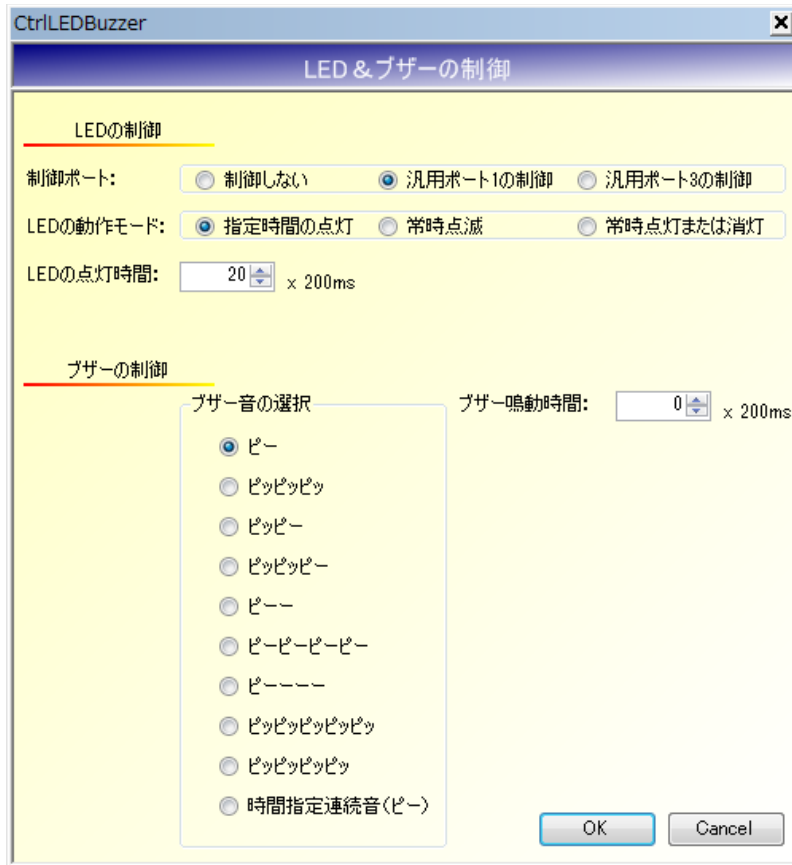 CtrlLEDBuzzer
LED&ブザーの制御
LEDの制御
制御ポート: 制御しない 汎用ポート1の制御 汎用ポート3の制御
LEDの動作モード: 指定時間の点灯 常時点滅 常時点灯または消灯
LEDの点灯時間: 20 x 200ms
ブザーの制御
ブザー音の選択 ブザー鳴動時間: 0 x 200ms
ピー
ピッピッピッ
ピッピー
ピッピッピー
ピーー
ピーピーピーピー
ピーーーー
ピッピッピッピッピッ
ピッピッピッピッ
時間指定連続音(ピー)
OK Cancel